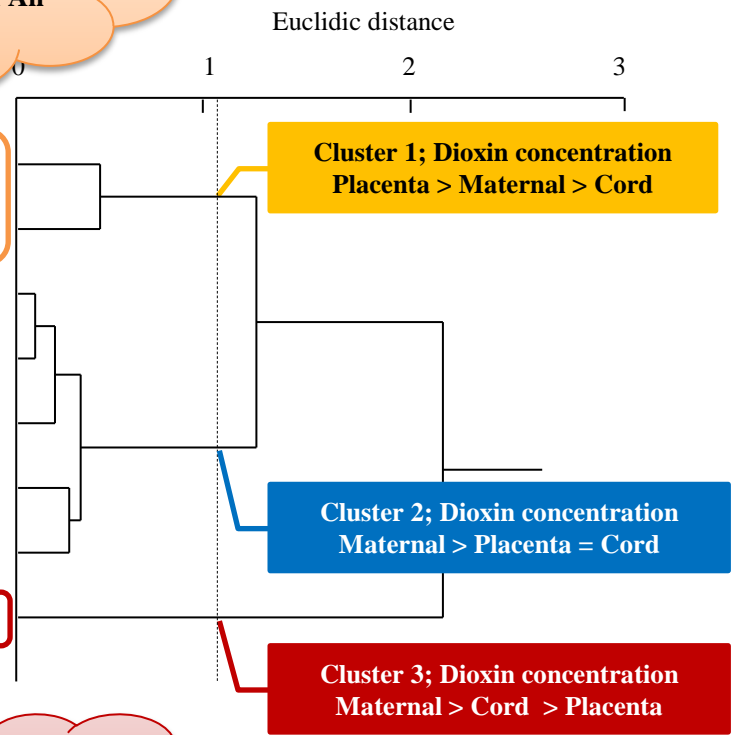 Euclidic distance
0 1 2 3
Cluster 1; Dioxin concentration
Placenta > Maternal > Cord
Cluster 2; Dioxin concentration
Maternal > Placenta = Cord
Cluster 3; Dioxin concentration
Maternal > Cord > Placenta